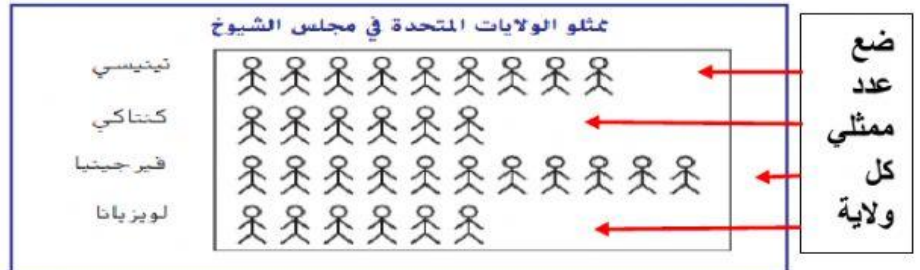 ممثلو الولايات المتحدة في مجلس الشيوخ
تينيسي
كنتاكي
فيرجينيا
لويزيانا
ضع
عدد
ممثلي
كل
ولاية